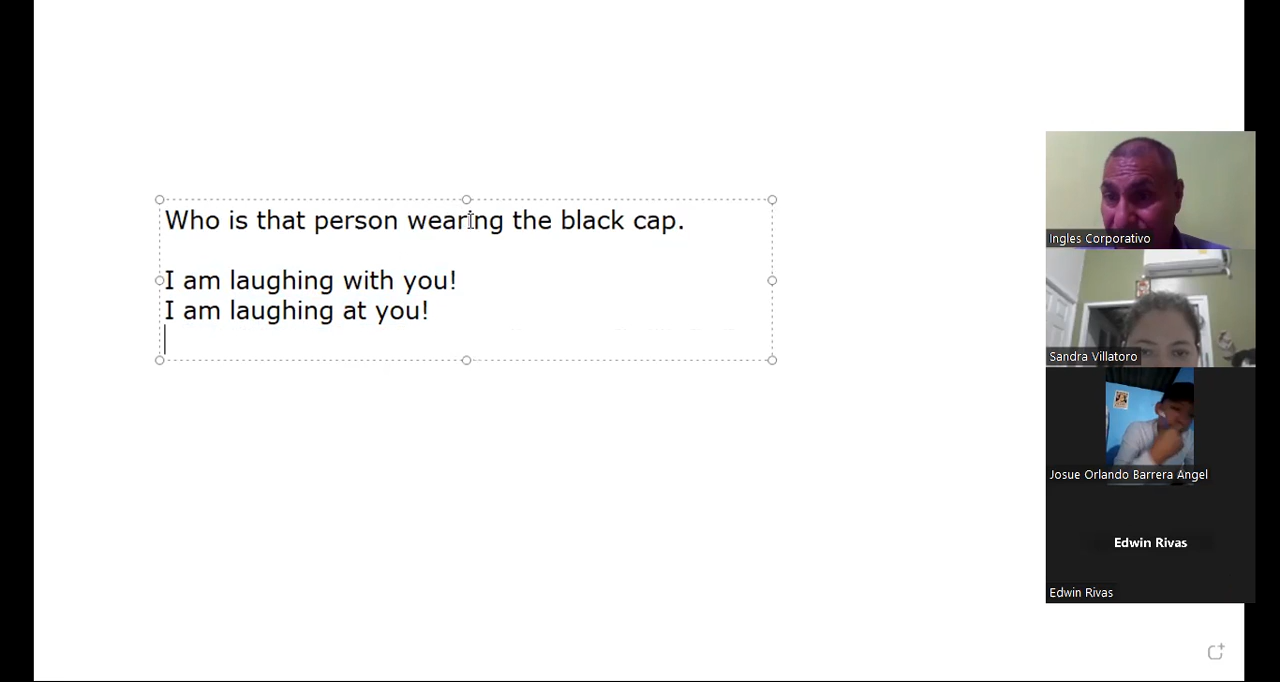 Who is that person wearing the black cap.
I am laughing with you!
I am laughing at you!
Ingles Corporativo
Sandra Villatoro
Josue Orlando Barrera Angel
Edwin Rivas
Edwin Rivas